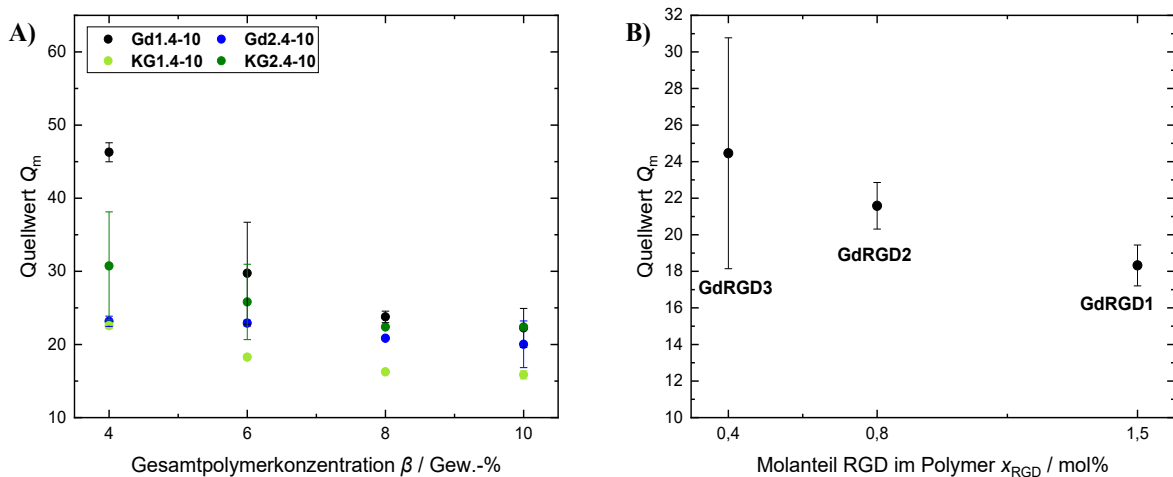 A)
Gd1.4-10 Gd2.4-10
KG1.4-10 KG2.4-10
Quellwert Qm
60
50
40
30
20
10
4 6 8 10
Gesamtpolymerkonzentration β / Gew.-%
B)
Quellwert Qm
32
30
28
26
24
22
20
18
16
14
12
10
GdRGD3
GdRGD2
GdRGD1
0,4 0,8 1,5
Molanteil RGD im Polymer xRGD / mol%